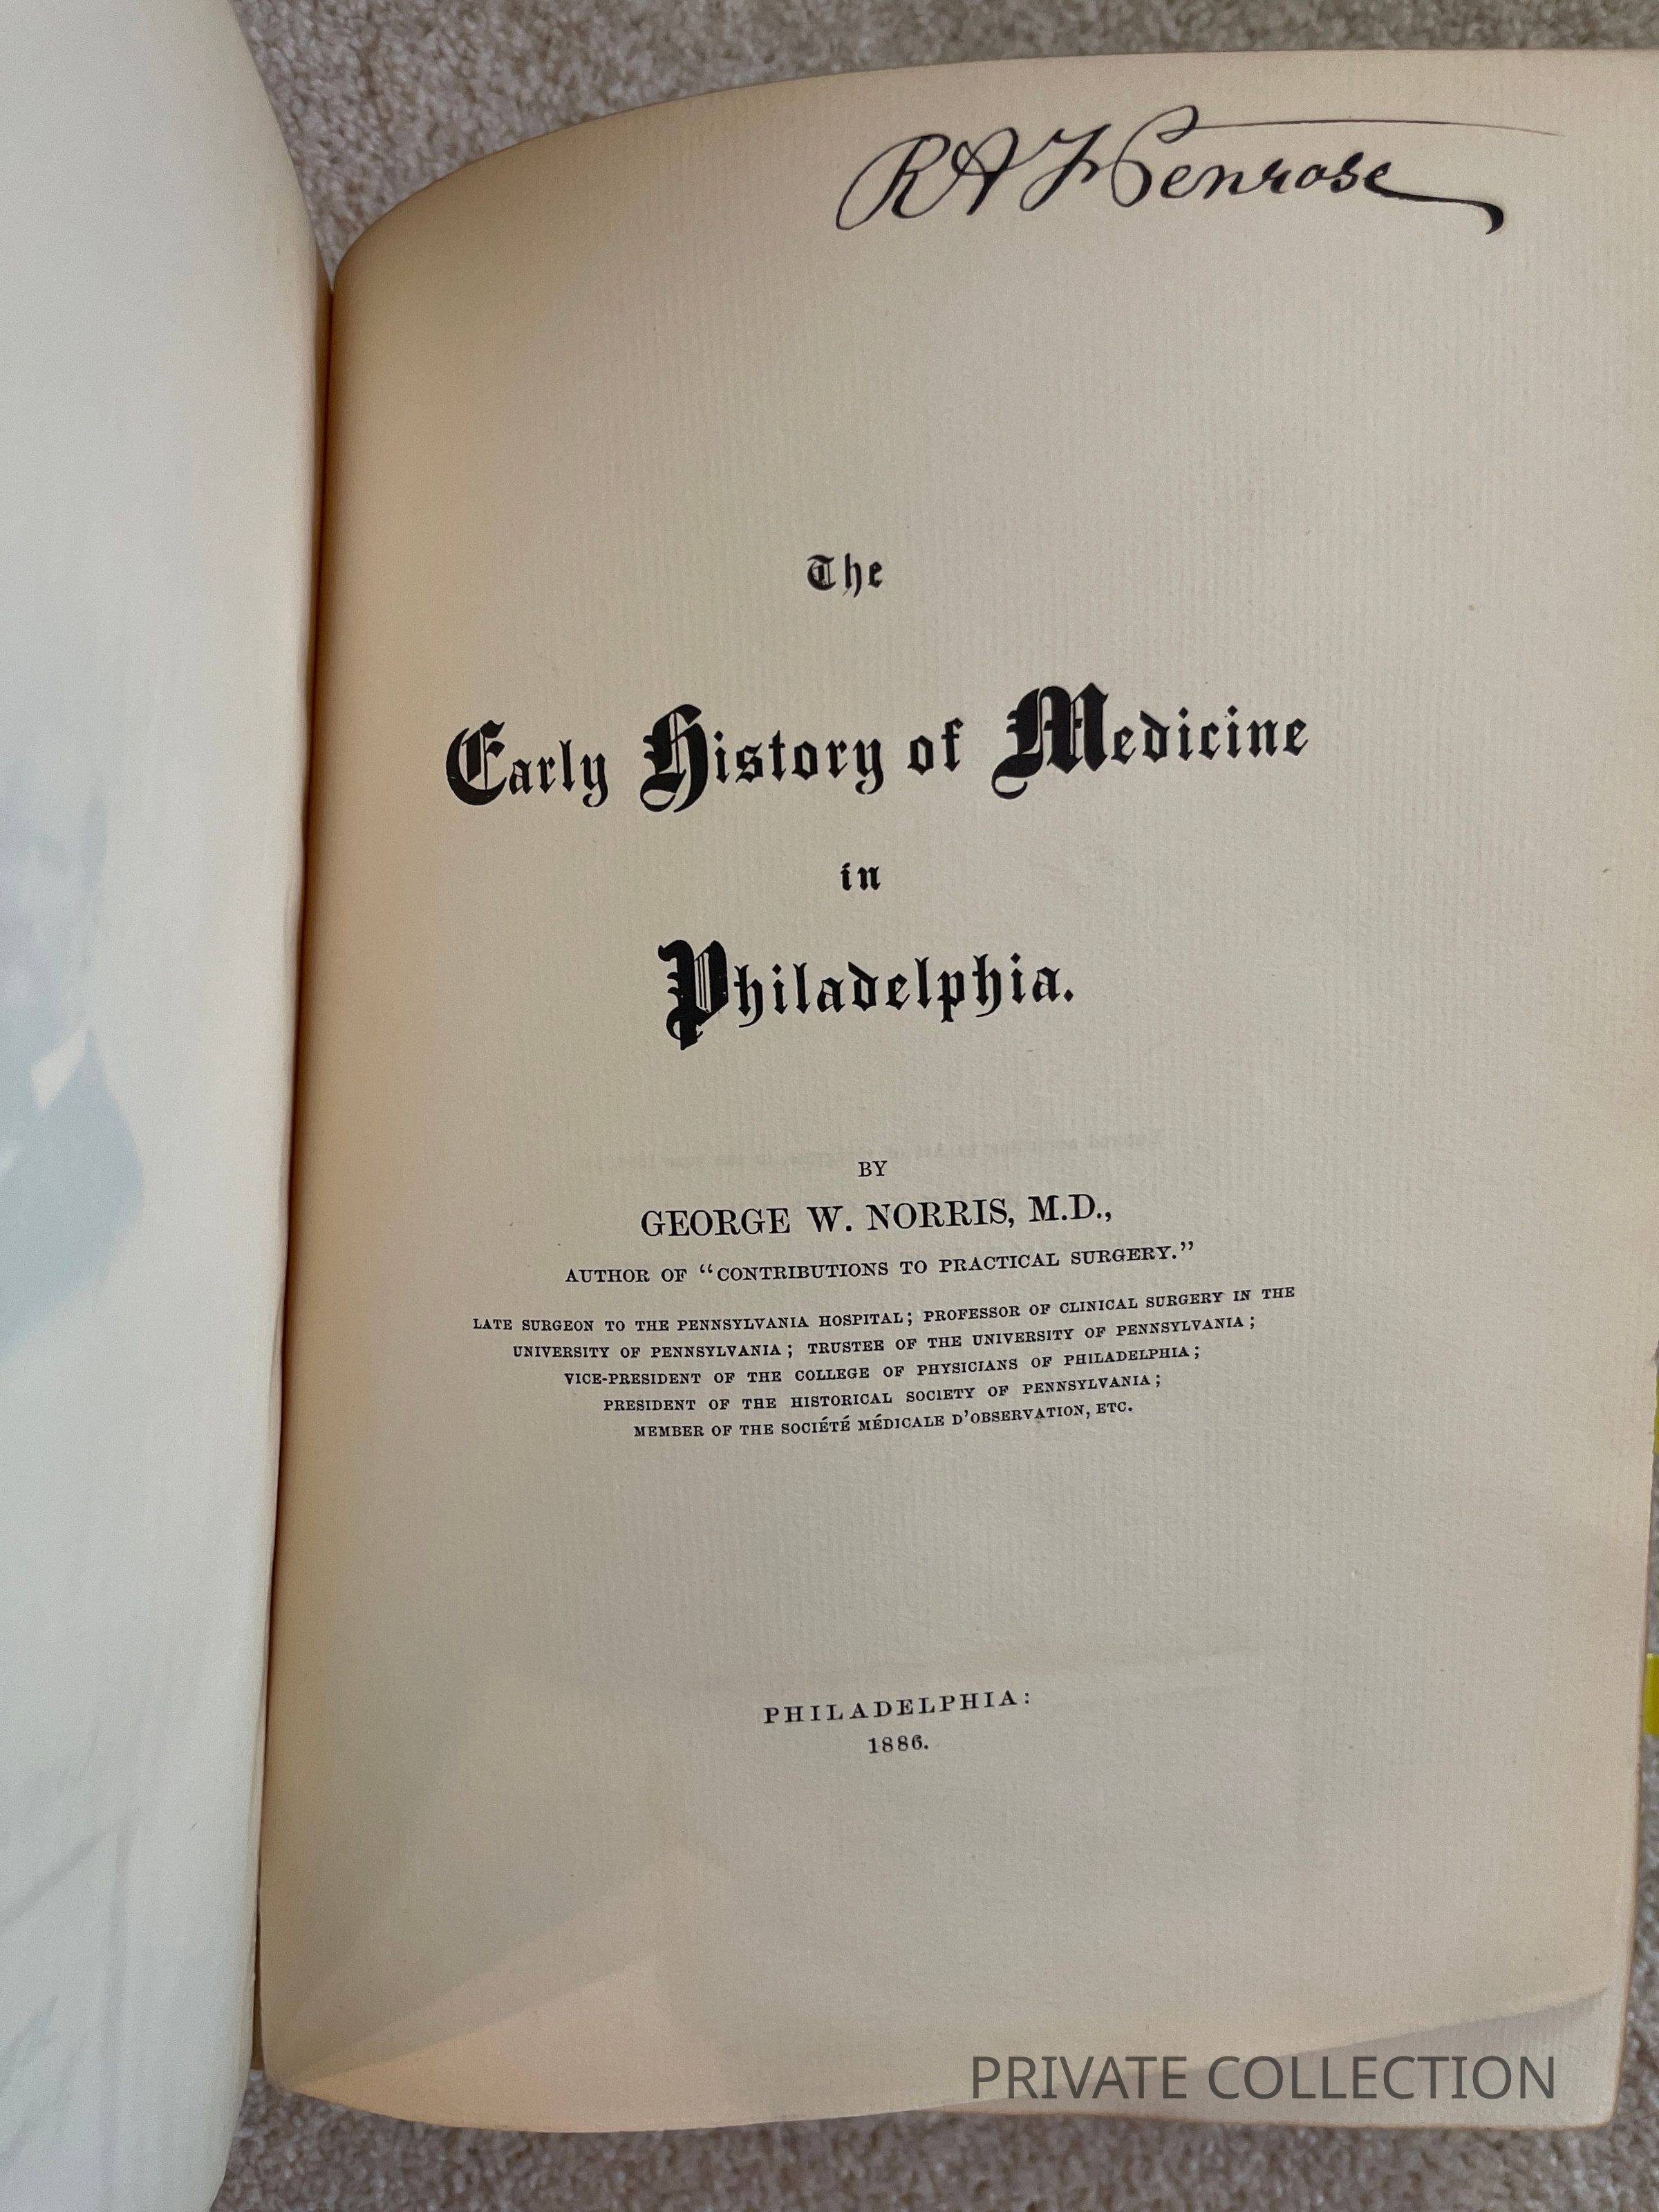 RAF Penrose
The
Early History of Medicine
in
Philadelphia.
BY
GEORGE W. NORRIS, M.D.,
AUTHOR OF “CONTRIBUTIONS TO PRACTICAL SURGERY.”
LATE SURGEON TO THE PENNSYLVANIA HOSPITAL; PROFESSOR OF CLINICAL SURGERY IN THE
UNIVERSITY OF PENNSYLVANIA; TRUSTEE OF THE UNIVERSITY OF PENNSYLVANIA;
VICE-PRESIDENT OF THE COLLEGE OF PHYSICIANS OF PHILADELPHIA;
PRESIDENT OF THE HISTORICAL SOCIETY OF PENNSYLVANIA;
MEMBER OF THE SOCIÉTÉ MÉDICALE D’OBSERVATION, ETC.
PHILADELPHIA:
1886.
PRIVATE COLLECTION